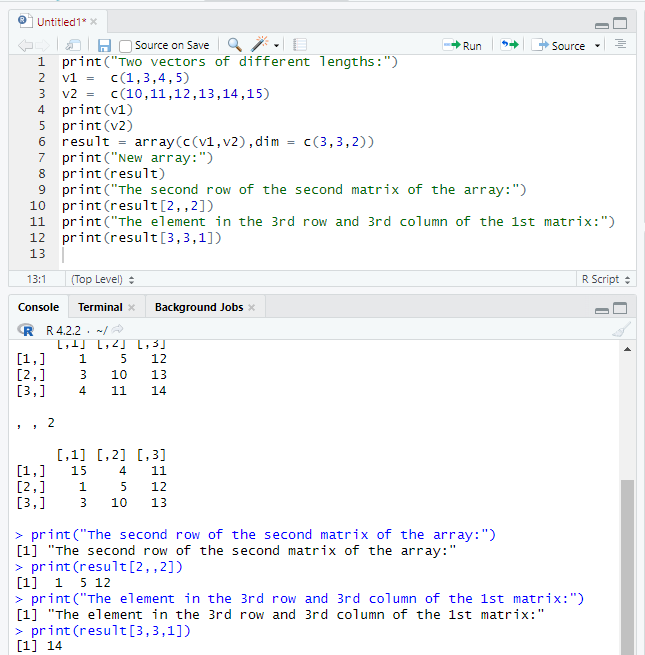 Untitled1*
Source on Save
Run
Source
1 print("Two vectors of different lengths:")
2 v1 =  c(1,3,4,5)
3 v2 =  c(10,11,12,13,14,15)
4 print(v1)
5 print(v2)
6 result = array(c(v1,v2),dim = c(3,3,2))
7 print("New array:")
8 print(result)
9 print("The second row of the second matrix of the array:")
10 print(result[2,,2])
11 print("The element in the 3rd row and 3rd column of the 1st matrix:")
12 print(result[3,3,1])
13
13:1 (Top Level) R Script
Console Terminal Background Jobs
R R 4.2.2 · ~/
     [,1] [,2] [,3]
[1,]    1    5   12
[2,]    3   10   13
[3,]    4   11   14
, , 2
     [,1] [,2] [,3]
[1,]   15    4   11
[2,]    1    5   12
[3,]    3   10   13
> print("The second row of the second matrix of the array:")
[1] "The second row of the second matrix of the array:"
> print(result[2,,2])
[1]  1  5 12
> print("The element in the 3rd row and 3rd column of the 1st matrix:")
[1] "The element in the 3rd row and 3rd column of the 1st matrix:"
> print(result[3,3,1])
[1] 14